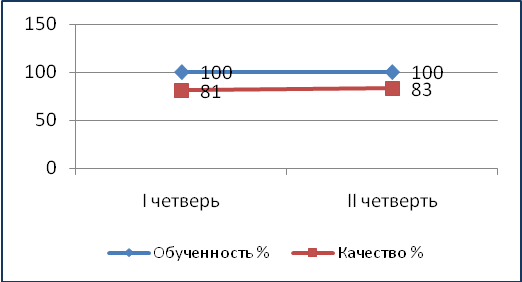 150
100
50
0
100
100
81
83
I четверь
II четверть
Обученность %
Качество %